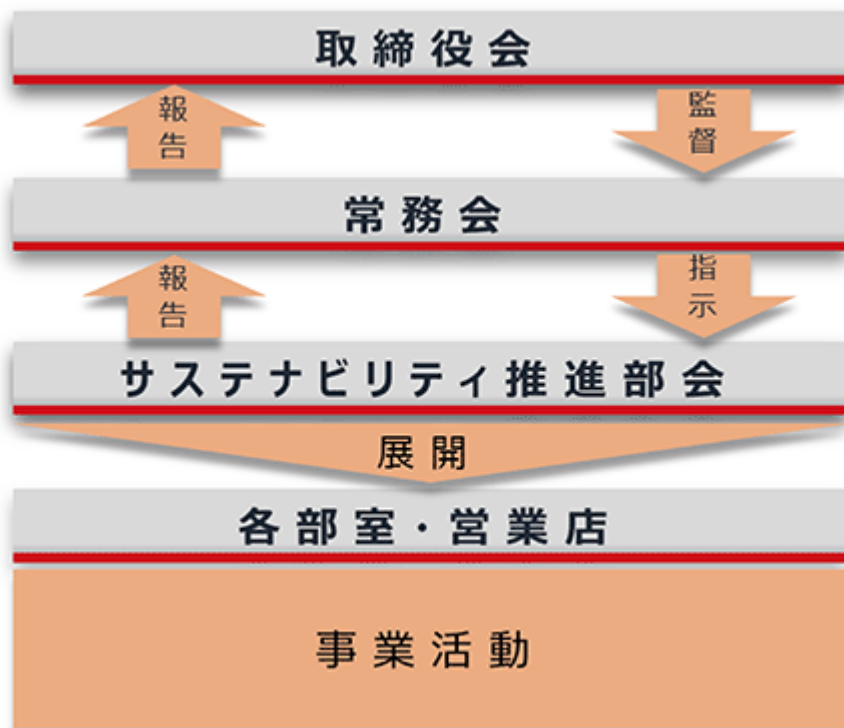 取締役会
報告
監督
常務会
報告
指示
サステナビリティ推進部会
展開
各部室・営業店
事業活動